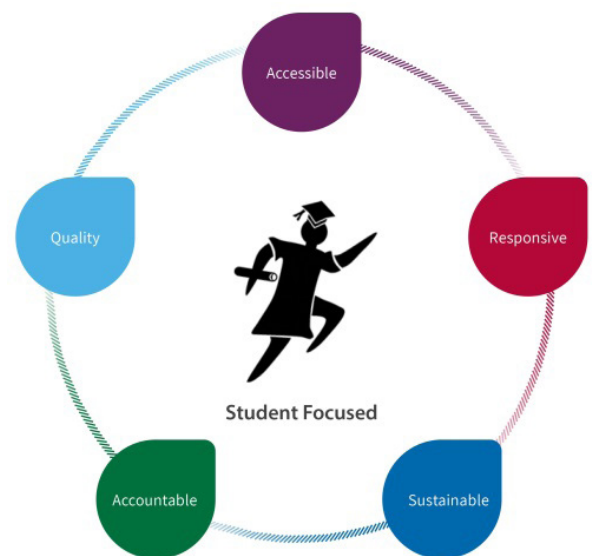 Accessible
Quality
Responsive
Student Focused
Accountable
Sustainable